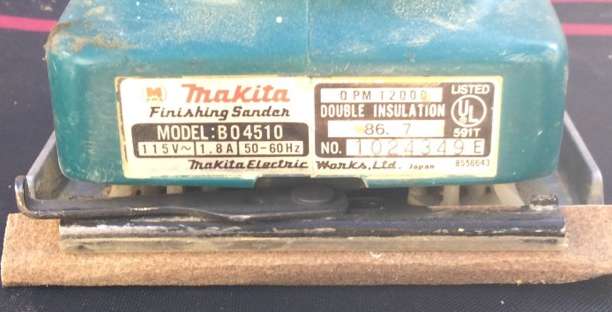 makita
Finishing Sander
MODEL:BO4510
115V~ 1.8A 50-60Hz
OPM 12000
DOUBLE INSULATION
86. 7
NO. 1024349E
LISTED
UL
591T
Makita Electric Works, Ltd. Japan 8556643